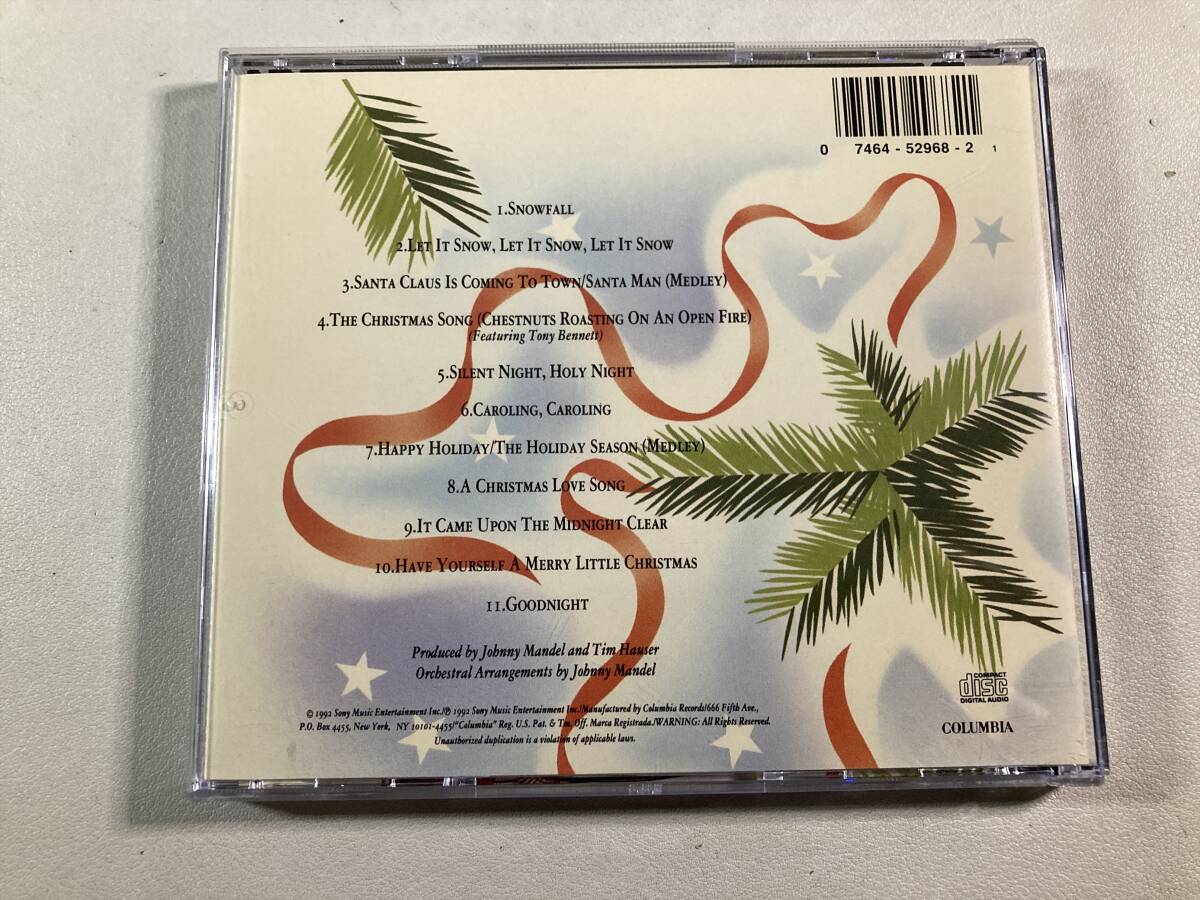 0 7464 - 52968 - 2 1
1.SNOWFALL
2.LET IT SNOW, LET IT SNOW, LET IT SNOW
3.SANTA CLAUS IS COMING TO TOWN/SANTA MAN (MEDLEY)
4.THE CHRISTMAS SONG (CHESTNUTS ROASTING ON AN OPEN FIRE)
(Featuring Tony Bennett)
5.SILENT NIGHT, HOLY NIGHT
6.CAROLING, CAROLING
7.HAPPY HOLIDAY/THE HOLIDAY SEASON (MEDLEY)
8.A CHRISTMAS LOVE SONG
9.IT CAME UPON THE MIDNIGHT CLEAR
10.HAVE YOURSELF A MERRY LITTLE CHRISTMAS
11.GOODNIGHT
Produced by Johnny Mandel and Tim Hauser
Orchestral Arrangements by Johnny Mandel
© 1992 Sony Music Entertainment Inc./℗ 1992 Sony Music Entertainment Inc./Manufactured by Columbia Records/666 Fifth Ave.,
P.O. Box 4455, New York, NY 10101-4455/"Columbia" Reg. U.S. Pat. & Tm. Off. Marca Registrada./WARNING: All Rights Reserved.
Unauthorized duplication is a violation of applicable laws.
COMPACT
disc
DIGITAL AUDIO
COLUMBIA